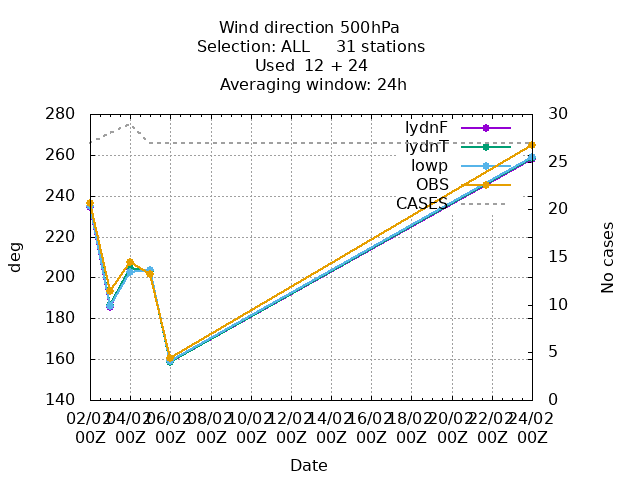 Wind direction 500hPa
Selection: ALL     31 stations
Used  12 + 24
Averaging window: 24h
280
260
240
220
200
180
160
140
deg
30
25
20
15
10
5
0
No cases
lydnF
iydnT
lowp
OBS
CASES
02/02 04/02 06/02 08/02 10/02 12/02 14/02 16/02 18/02 20/02 22/02 24/02
00Z 00Z 00Z 00Z 00Z 00Z 00Z 00Z 00Z 00Z 00Z 00Z
Date